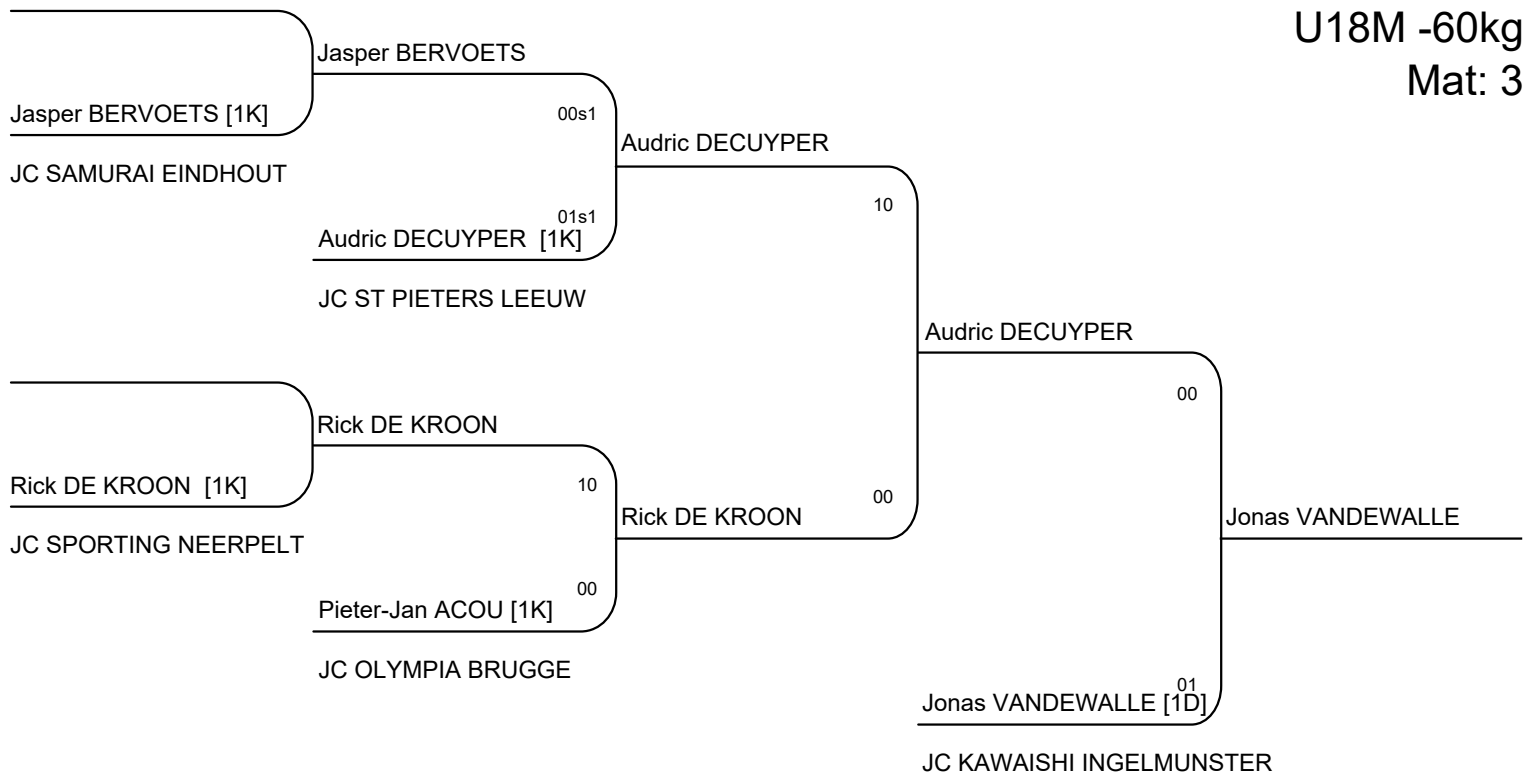 U18M -60kg
Mat: 3
Jasper BERVOETS
Jasper BERVOETS [1K]
00s1
JC SAMURAI EINDHOUT
Audric DECUYPER
01s1
Audric DECUYPER [1K]
10
JC ST PIETERS LEEUW
Audric DECUYPER
00
Rick DE KROON
Rick DE KROON [1K]
10
00
Rick DE KROON
Jonas VANDEWALLE
JC SPORTING NEERPELT
00
Pieter-Jan ACOU [1K]
JC OLYMPIA BRUGGE
01
Jonas VANDEWALLE [1D]
JC KAWAISHI INGELMUNSTER